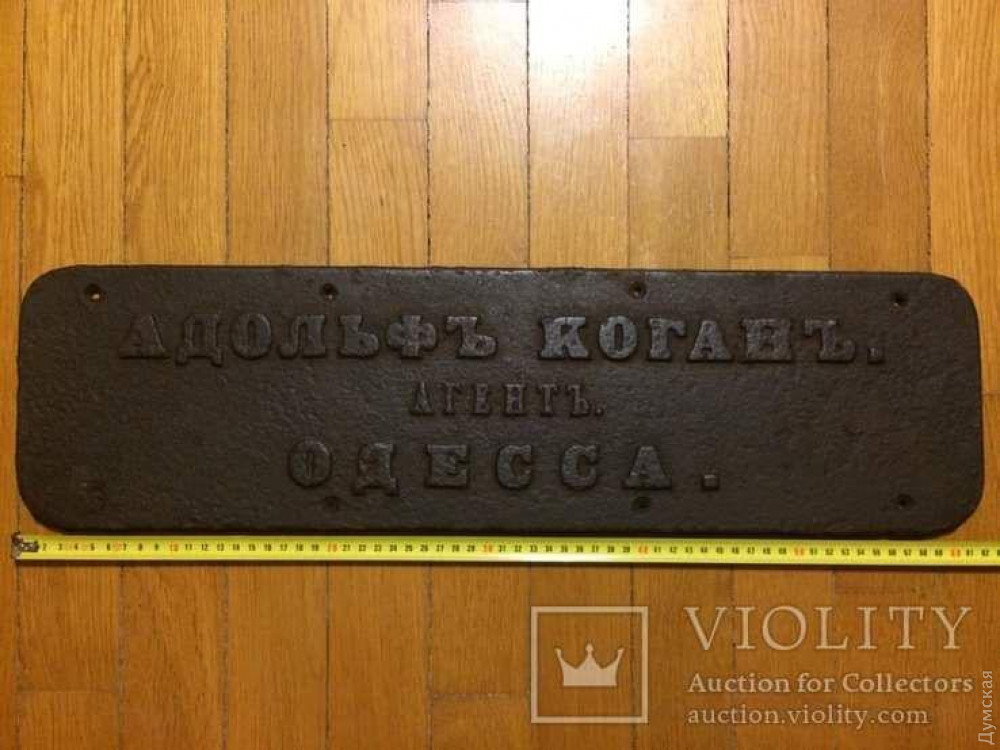 АДОЛЬФЪ КОГАНЪ.
АГЕНТЪ.
ОДЕССА.
VIOLITY
Auction for Collectors
auction.violity.com
Думская